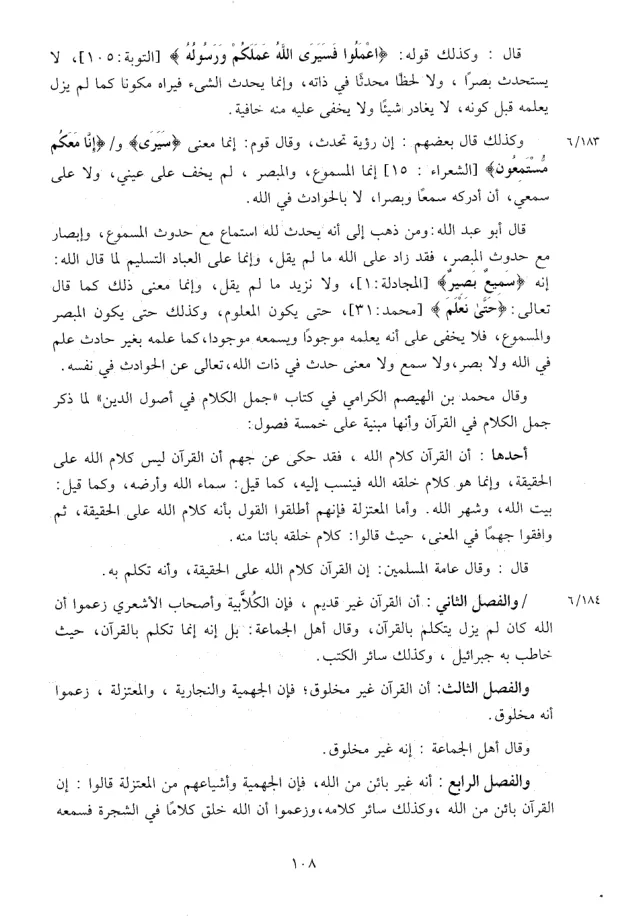 قال : وكذلك قوله: ﴿اعْمَلُوا فَسَيَرَى اللَّهُ عَمَلَكُمْ وَرَسُولُهُ ﴾ [التوبة:١٠٥]، لا
يستحدث بصرًا ، ولا لحظًا محدثًا في ذاته، وإنما يحدث الشىء فيراه مكونا كما لم يزل
يعلمه قبل كونه، لا يغادر شيئًا ولا يخفى عليه منه خافية.
٦/١٨٣ وكذلك قال بعضهم : إن رؤية تحدث، وقال قوم: إنما معنى ﴿سَيَرَى﴾ و/ ﴿إِنَّا مَعَكُم
مُّسْتَمِعُون﴾ [الشعراء : ١٥] إنما المسموع، والمبصر ، لم يخف على عيني، ولا على
سمعي، أن أدركه سمعًا وبصرا، لا بالحوادث في الله.
قال أبو عبد الله: ومن ذهب إلى أنه يحدث لله استماع مع حدوث المسموع، وإبصار
مع حدوث المبصر، فقد زاد على الله ما لم يقل، وإنما على العباد التسليم لما قال الله:
إنه ﴿سَمِيعٌ بَصِيرٌ﴾ [المجادلة:١]، ولا نزيد ما لم يقل، وإنما معنى ذلك كما قال
تعالى: ﴿حَتَّىٰ نَعْلَمَ ﴾ [محمد:٣١]، حتى يكون المعلوم، وكذلك حتى يكون المبصر
والمسموع، فلا يخفى على أنه يعلمه موجودًا ويسمعه موجودا،كما علمه بغير حادث علم
في الله ولا بصر،ولا سمع ولا معنى حدث في ذات الله،تعالى عن الحوادث في نفسه.
وقال محمد بن الهيصم الكرامي في كتاب «جمل الكلام في أصول الدين» لما ذكر
جمل الكلام في القرآن وأنها مبنية على خمسة فصول:
أحدها : أن القرآن كلام الله ، فقد حكى عن جهم أن القرآن ليس كلام الله على
الحقيقة، وإنما هو كلام خلقه الله فينسب إليه، كما قيل: سماء الله وأرضه، وكما قيل:
بيت الله، وشهر الله. وأما المعتزلة فإنهم أطلقوا القول بأنه كلام الله على الحقيقة، ثم
وافقوا جهمًا في المعنى، حيث قالوا: كلام خلقه بائنا منه.
قال : وقال عامة المسلمين: إن القرآن كلام الله على الحقيقة، وأنه تكلم به.
٦/١٨٤ / والفصل الثاني : أن القرآن غير قديم ، فإن الكُلاَّبية وأصحاب الأشعري زعموا أن
الله كان لم يزل يتكلم بالقرآن، وقال أهل الجماعة: بل إنه إنما تكلم بالقرآن، حيث
خاطب به جبرائيل ، وكذلك سائر الكتب.
والفصل الثالث: أن القرآن غير مخلوق؛ فإن الجهمية والنجارية ، والمعتزلة ، زعموا
أنه مخلوق.
وقال أهل الجماعة : إنه غير مخلوق.
والفصل الرابع : أنه غير بائن من الله، فإن الجهمية وأشياعهم من المعتزلة قالوا : إن
القرآن بائن من الله ،وكذلك سائر كلامه،وزعموا أن الله خلق كلامًا في الشجرة فسمعه
١٠٨